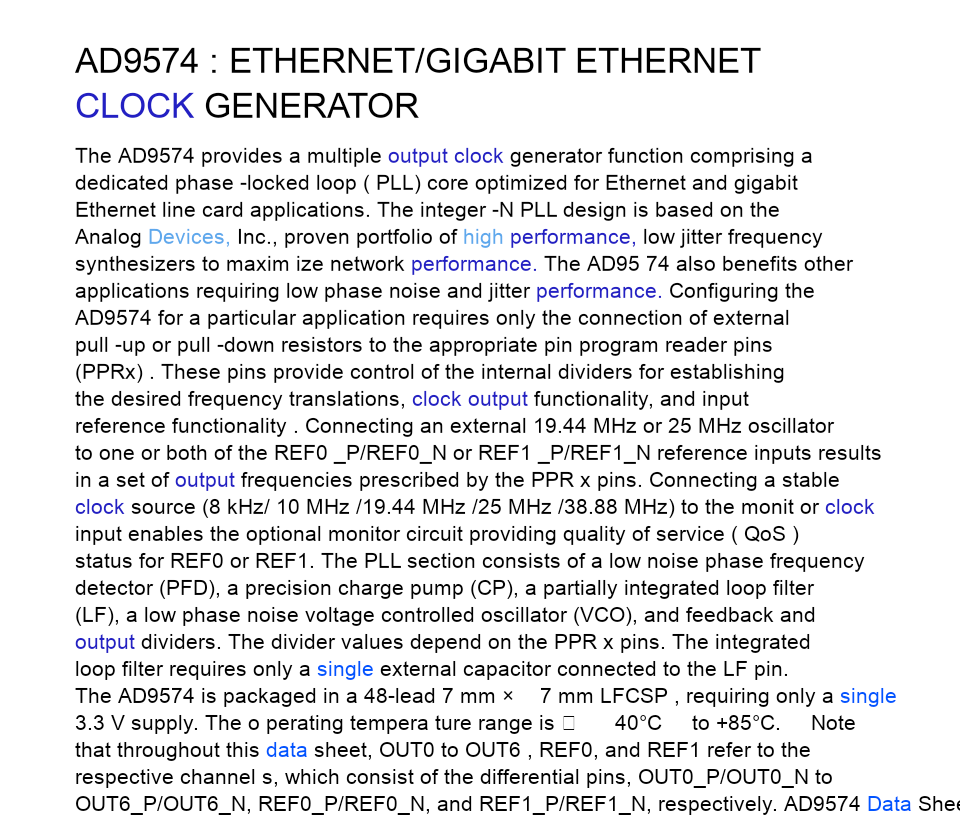 AD9574 : ETHERNET/GIGABIT ETHERNET
CLOCK GENERATOR
The AD9574 provides a multiple output clock generator function comprising a
dedicated phase -locked loop ( PLL) core optimized for Ethernet and gigabit
Ethernet line card applications. The integer -N PLL design is based on the
Analog Devices, Inc., proven portfolio of high performance, low jitter frequency
synthesizers to maxim ize network performance. The AD95 74 also benefits other
applications requiring low phase noise and jitter performance. Configuring the
AD9574 for a particular application requires only the connection of external
pull -up or pull -down resistors to the appropriate pin program reader pins
(PPRx) . These pins provide control of the internal dividers for establishing
the desired frequency translations, clock output functionality, and input
reference functionality . Connecting an external 19.44 MHz or 25 MHz oscillator
to one or both of the REF0 _P/REF0_N or REF1 _P/REF1_N reference inputs results
in a set of output frequencies prescribed by the PPR x pins. Connecting a stable
clock source (8 kHz/ 10 MHz /19.44 MHz /25 MHz /38.88 MHz) to the monit or clock
input enables the optional monitor circuit providing quality of service ( QoS )
status for REF0 or REF1. The PLL section consists of a low noise phase frequency
detector (PFD), a precision charge pump (CP), a partially integrated loop filter
(LF), a low phase noise voltage controlled oscillator (VCO), and feedback and
output dividers. The divider values depend on the PPR x pins. The integrated
loop filter requires only a single external capacitor connected to the LF pin.
The AD9574 is packaged in a 48-lead 7 mm × 7 mm LFCSP , requiring only a single
3.3 V supply. The o perating tempera ture range is □ 40°C to +85°C. Note
that throughout this data sheet, OUT0 to OUT6 , REF0, and REF1 refer to the
respective channel s, which consist of the differential pins, OUT0_P/OUT0_N to
OUT6_P/OUT6_N, REF0_P/REF0_N, and REF1_P/REF1_N, respectively. AD9574 Data Shee